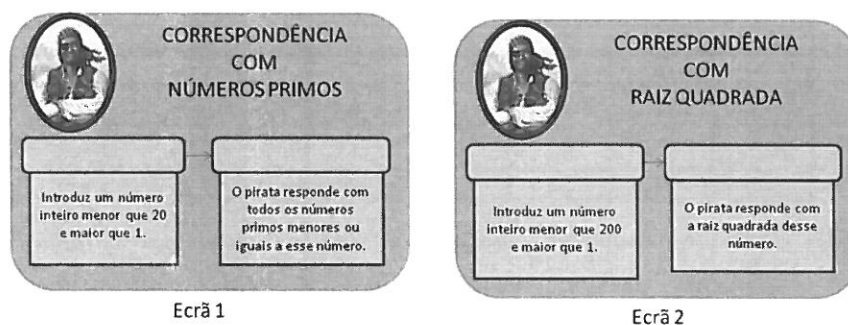 CORRESPONDÊNCIA
COM
NÚMEROS PRIMOS
Introduz um número
inteiro menor que 20
e maior que 1.
O pirata responde com
todos os números
primos menores ou
iguais a esse número.
Ecrã 1
CORRESPONDÊNCIA
COM
RAIZ QUADRADA
Introduz um número
inteiro menor que 200
e maior que 1.
O pirata responde com
a raiz quadrada desse
número.
Ecrã 2